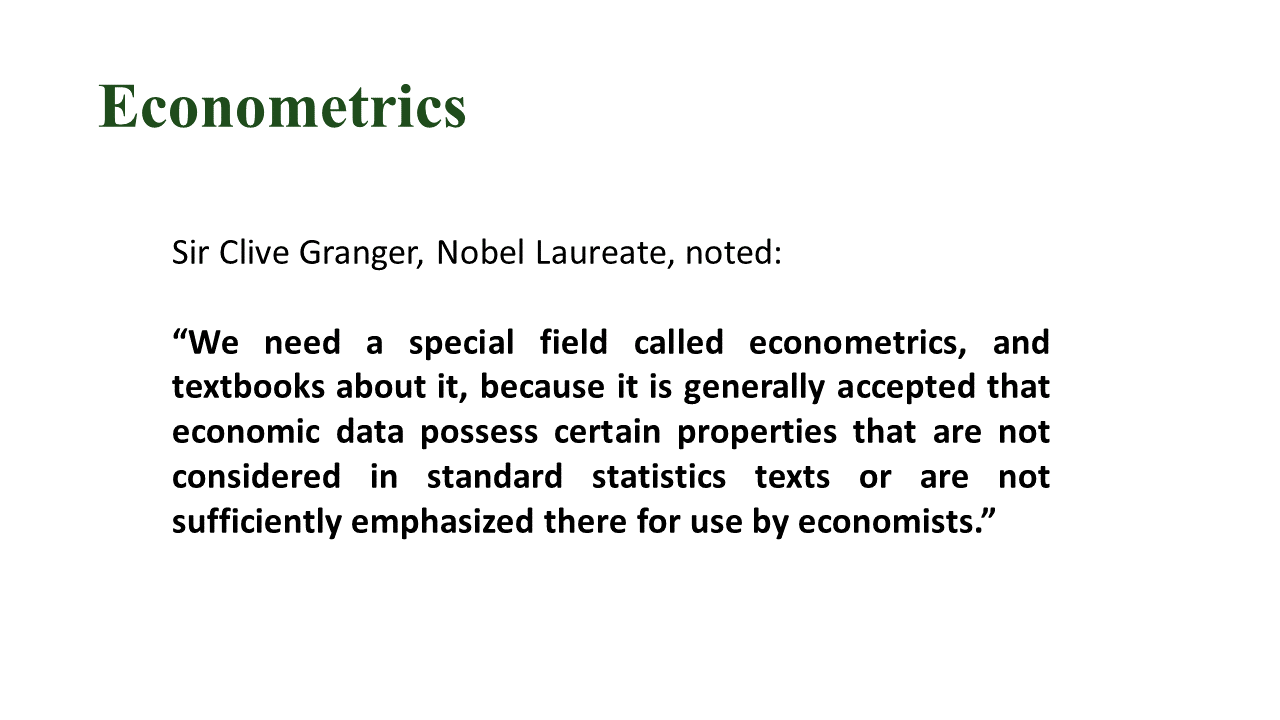 Econometrics
Sir Clive Granger, Nobel Laureate, noted:
“We need a special field called econometrics, and
textbooks about it, because it is generally accepted that
economic data possess certain properties that are not
considered in standard statistics texts or are not
sufficiently emphasized there for use by economists.”